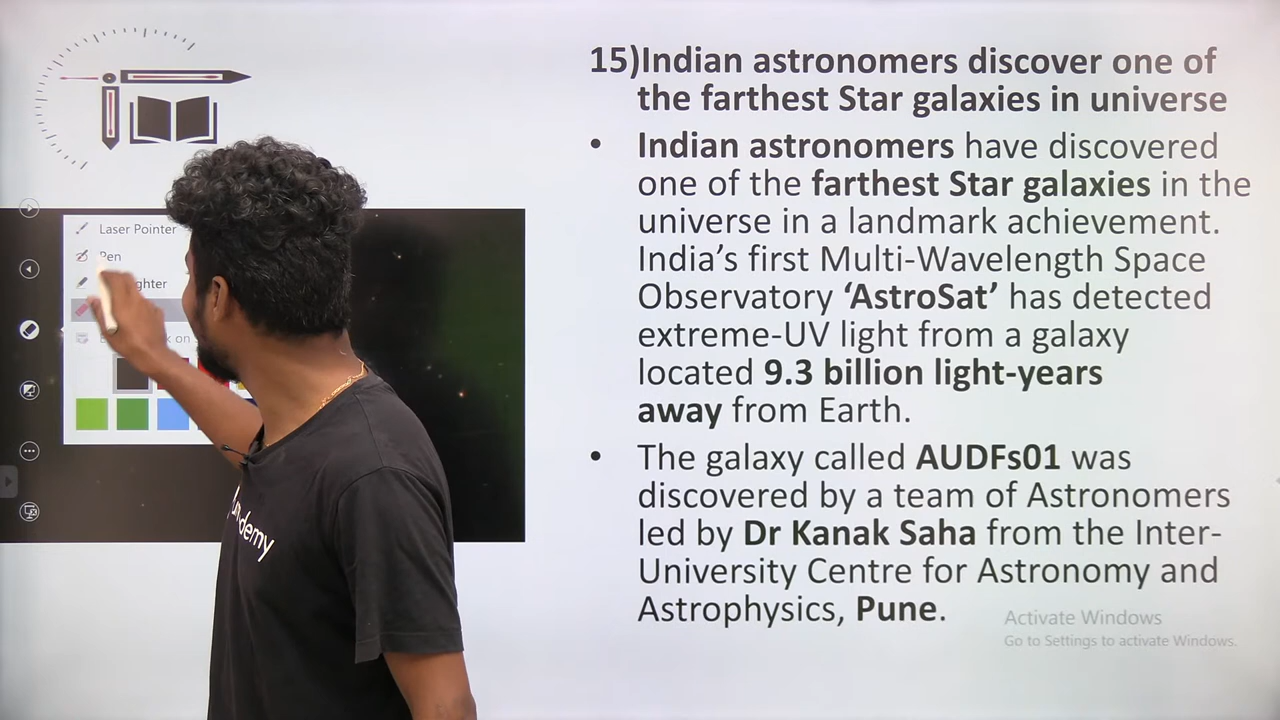 15)Indian astronomers discover one of
the farthest Star galaxies in universe
• Indian astronomers have discovered
one of the farthest Star galaxies in the
universe in a landmark achievement.
India's first Multi-Wavelength Space
Observatory 'AstroSat' has detected
extreme-UV light from a galaxy
located 9.3 billion light-years
away from Earth.
• The galaxy called AUDFs01 was
discovered by a team of Astronomers
led by Dr Kanak Saha from the Inter-
University Centre for Astronomy and
Astrophysics, Pune.
Laser Pointer
Pen
Activate Windows
Go to Settings to activate Windows.